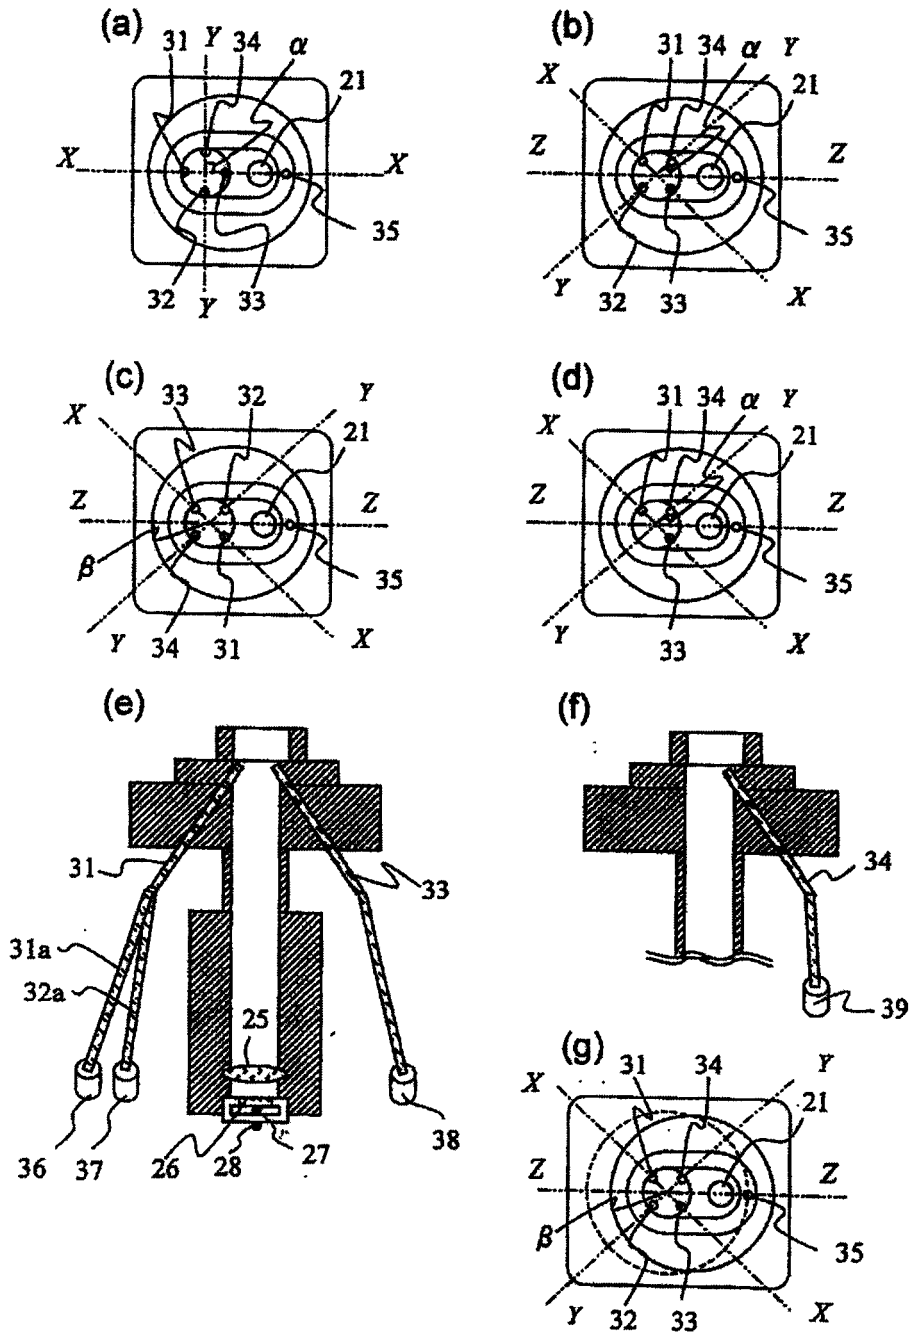 (a)
31 Y 34 α
21
X X
35
32 Y 33
(b)
31 34 α Y
X 21
Z Z
35
Y 32 33 X
(c)
33 32 Y
X 21
Z Z
β 35
Y 34 31 X
(d)
31 34 α Y
X 21
Z Z
35
Y 33 X
(e)
31
33
31a
32a
25
36 37 26 28 27 38
(f)
34
39
(g)
31 34 Y
X 21
Z Z
β 35
Y 32 33 X